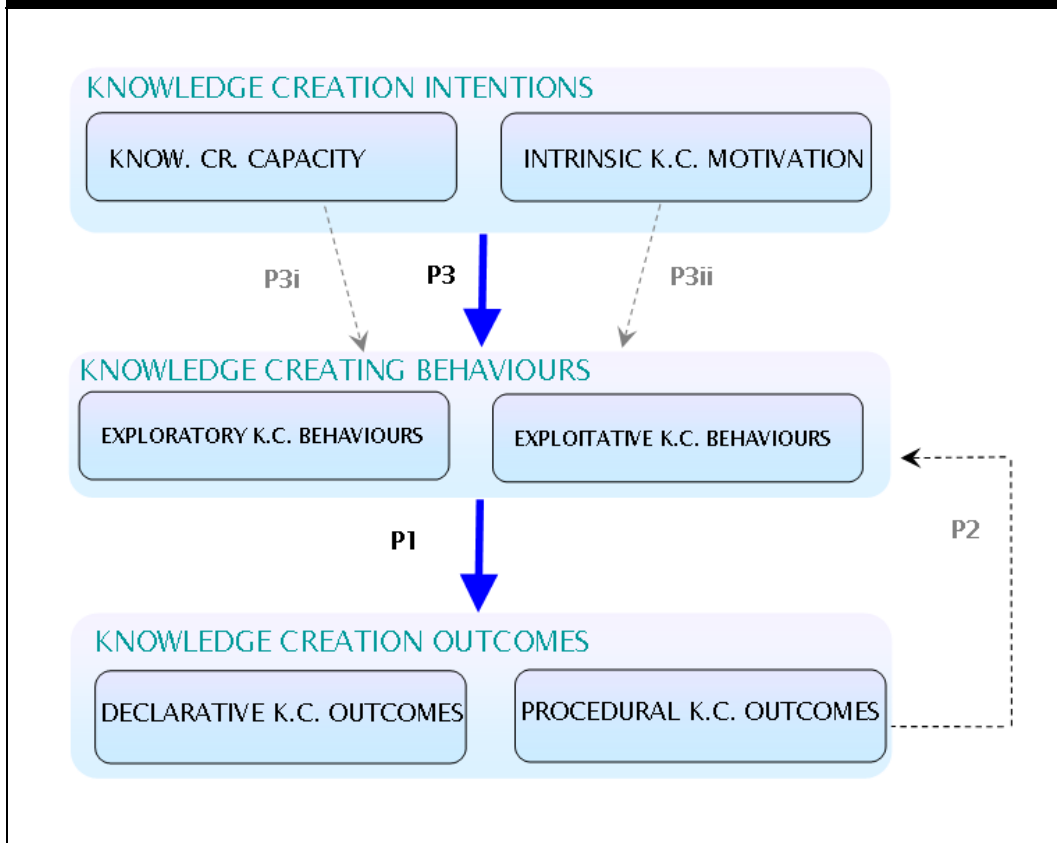 KNOWLEDGE CREATION INTENTIONS
KNOW. CR. CAPACITY
INTRINSIC K.C. MOTIVATION
P3i
P3
P3ii
KNOWLEDGE CREATING BEHAVIOURS
EXPLORATORY K.C. BEHAVIOURS
EXPLOITATIVE K.C. BEHAVIOURS
P1
P2
KNOWLEDGE CREATION OUTCOMES
DECLARATIVE K.C. OUTCOMES
PROCEDURAL K.C. OUTCOMES